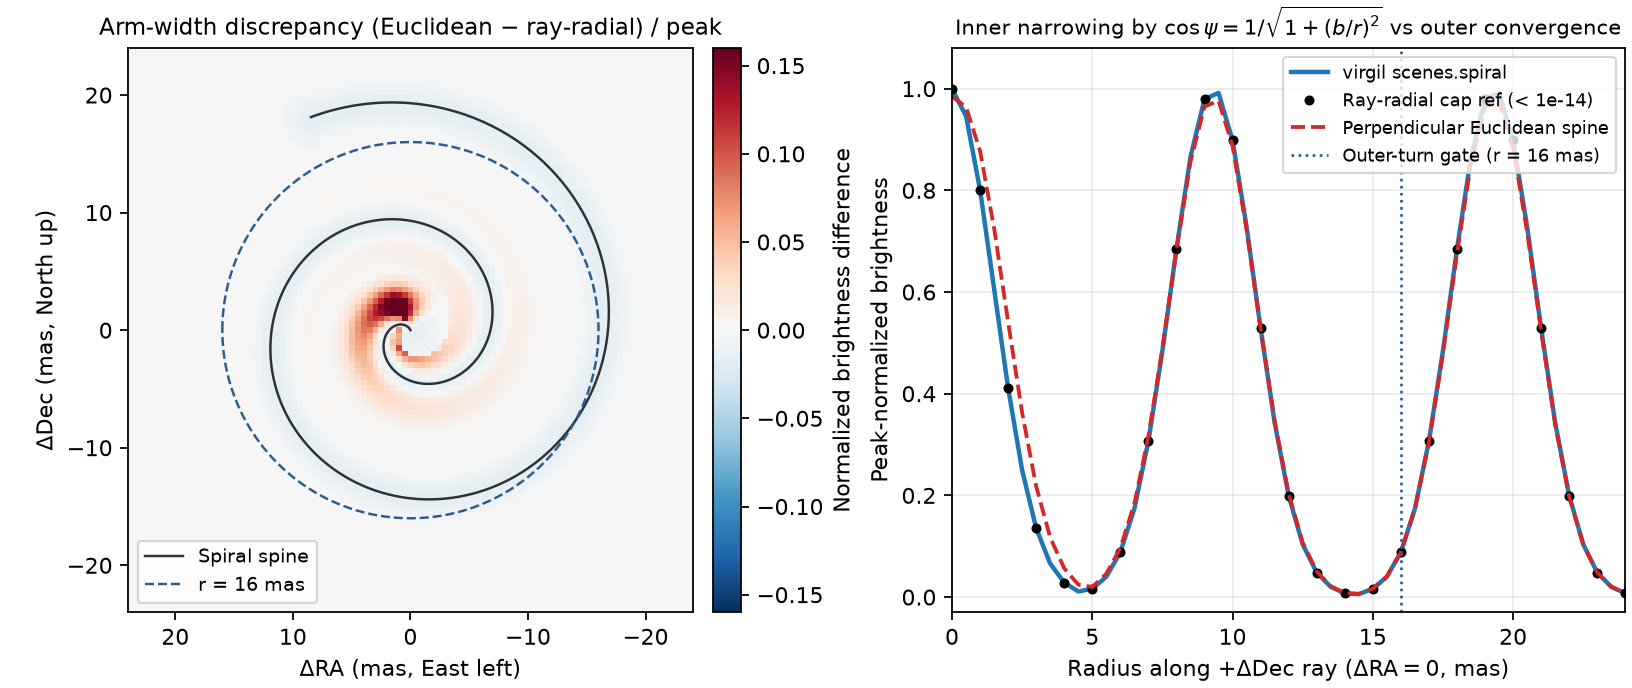 Arm-width discrepancy (Euclidean − ray-radial) / peak
ΔDec (mas, North up)
20
10
0
−10
−20
Spiral spine
r = 16 mas
20
10
0
−10
−20
ΔRA (mas, East left)
0.15
0.10
0.05
0.00
−0.05
−0.10
−0.15
Normalized brightness difference
Inner narrowing by cos ψ = 1/√1 + (b/r)² vs outer convergence
Peak-normalized brightness
1.0
0.8
0.6
0.4
0.2
0.0
virgil scenes.spiral
Ray-radial cap ref (< 1e-14)
Perpendicular Euclidean spine
Outer-turn gate (r = 16 mas)
0
5
10
15
20
Radius along +ΔDec ray (ΔRA = 0, mas)